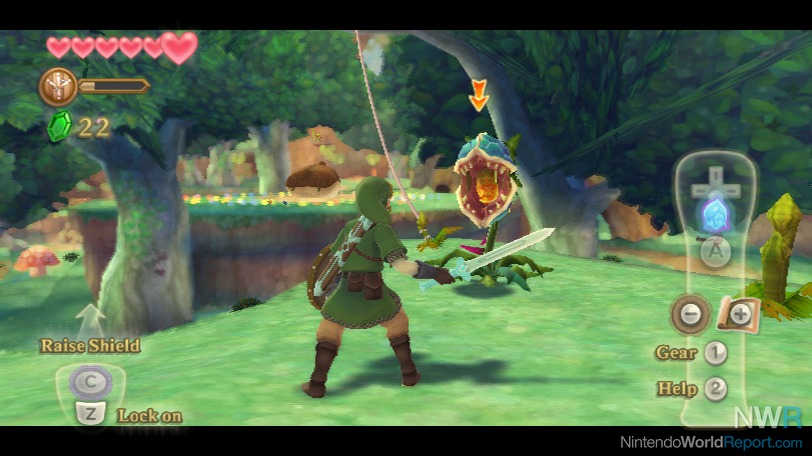 22
A
Raise Shield
− +
Gear 1
C
Help 2
Z Lock on
NWR
NintendoWorldReport.com